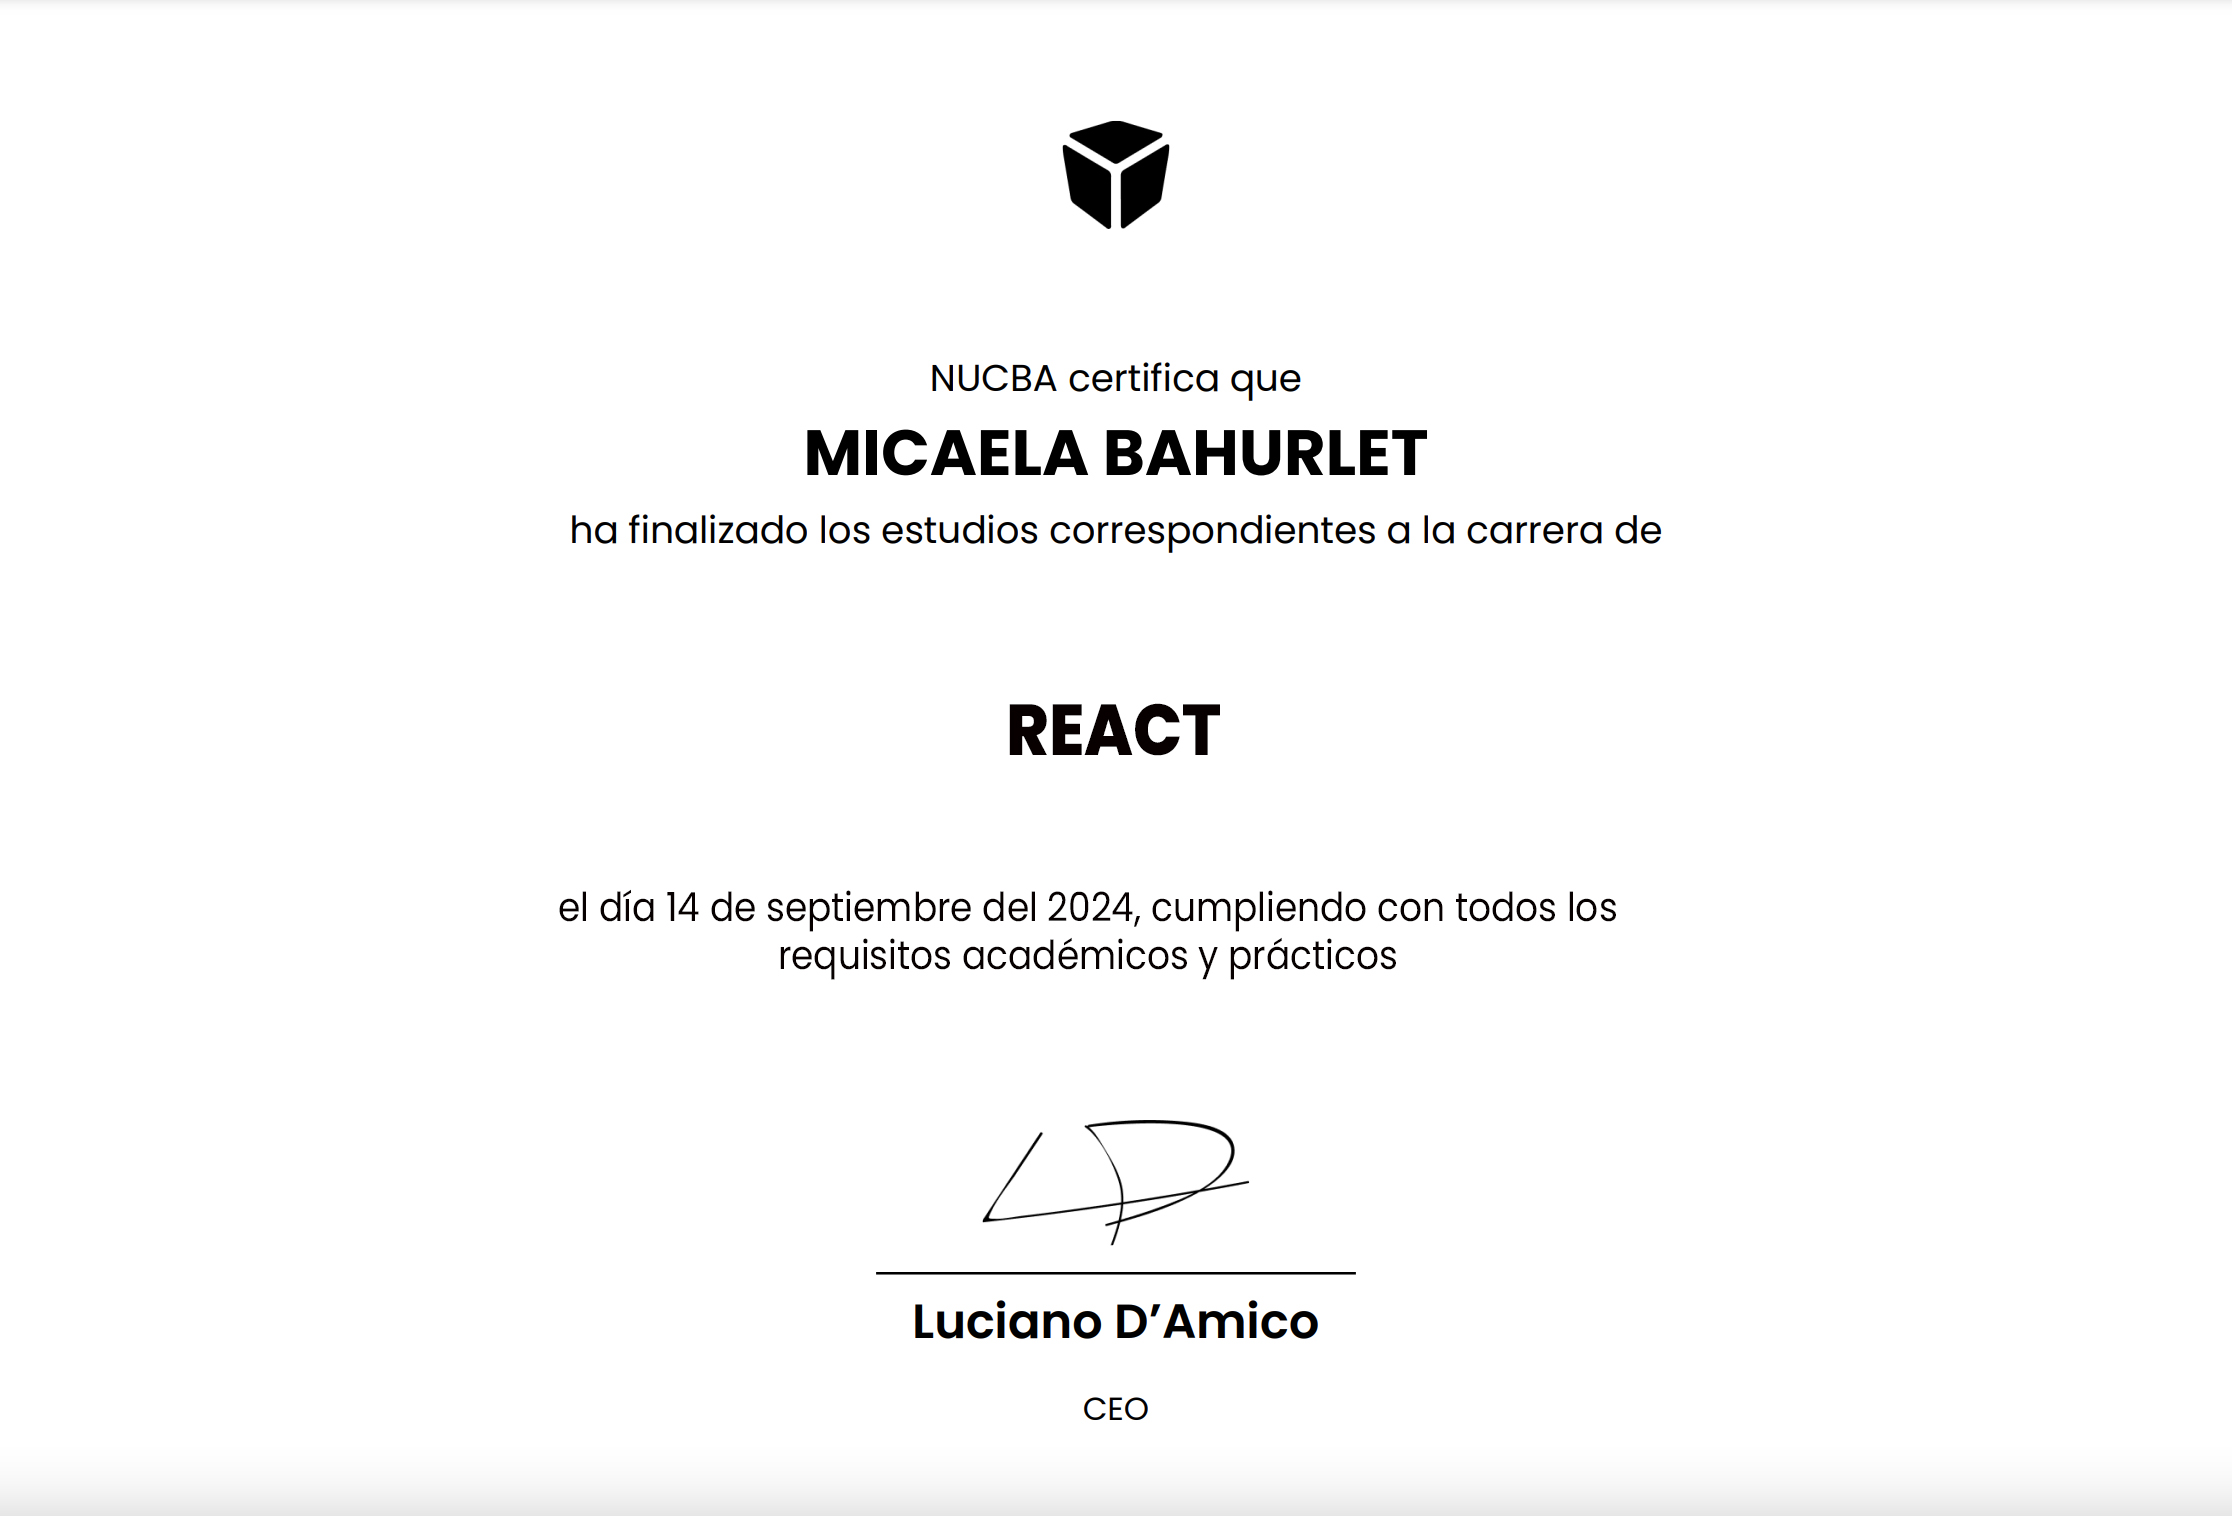 NUCBA certifica que
MICAELA BAHURLET
ha finalizado los estudios correspondientes a la carrera de
REACT
el día 14 de septiembre del 2024, cumpliendo con todos los
requisitos académicos y prácticos
Luciano D’Amico
CEO